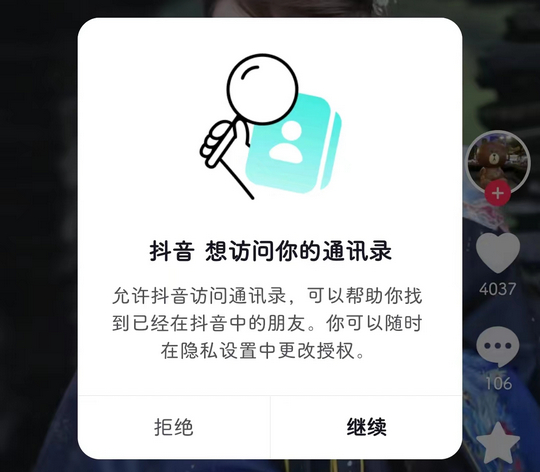 抖音 想访问你的通讯录
允许抖音访问通讯录，可以帮助你找
到已经在抖音中的朋友。你可以随时
在隐私设置中更改授权。
拒绝
继续
4037
106